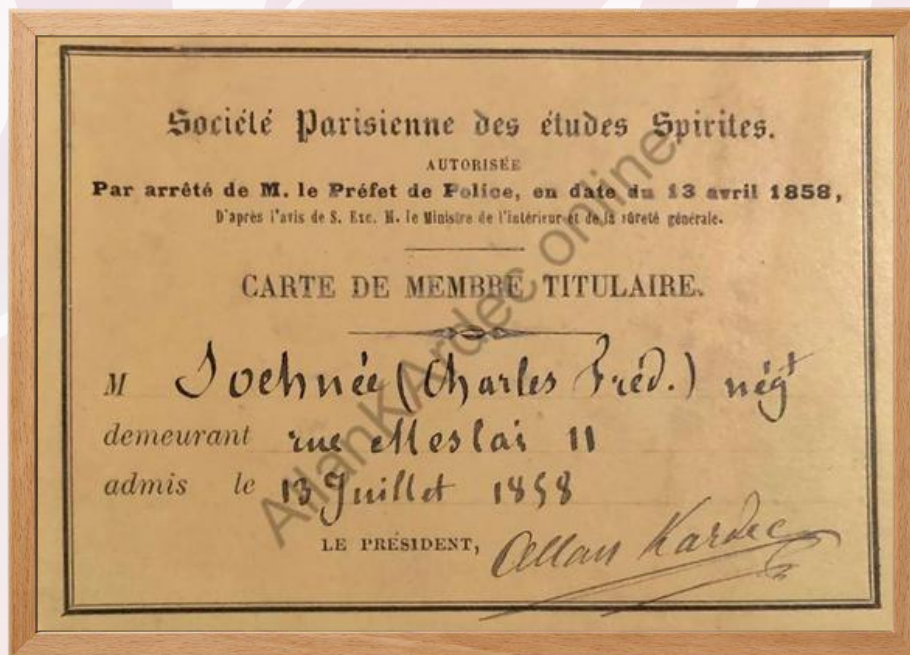 Société Parisienne des études Spirites.
AUTORISÉE
Par arrêté de M. le Préfet de Police, en date du 13 avril 1858,
D'après l'avis de S. Exc. M. le Ministre de l'intérieur et de la sûreté générale.
CARTE DE MEMBRE TITULAIRE.
M (Charles Fréd.) négt
demeurant rue Meslai 11
admis le 13 Juillet 1858
LE PRÉSIDENT, Allan Kardec
AllanKArdec.online